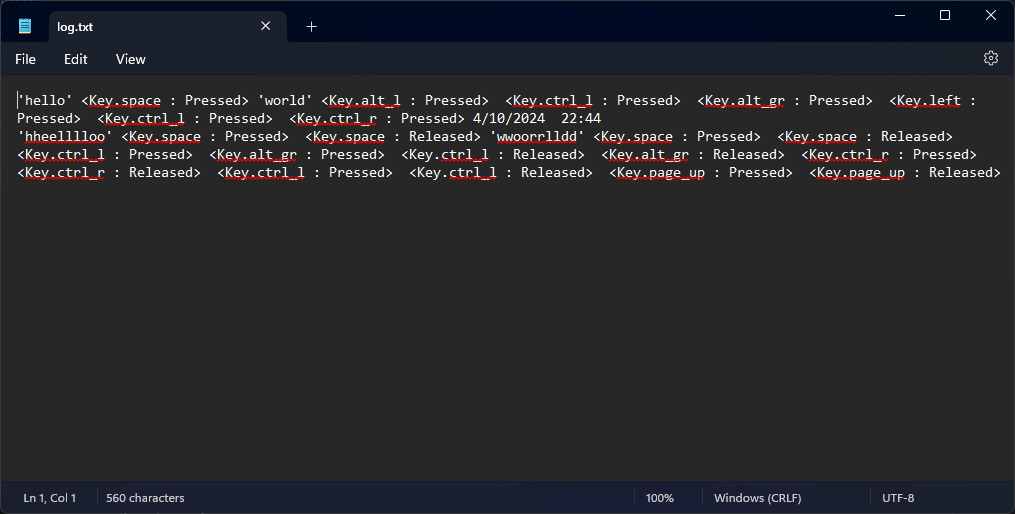 log.txt
File Edit View
'hello' <Key.space : Pressed> 'world' <Key.alt_l : Pressed>  <Key.ctrl_l : Pressed>  <Key.alt_gr : Pressed>  <Key.left :
Pressed>  <Key.ctrl_l : Pressed>  <Key.ctrl_r : Pressed> 4/10/2024  22:44
'hheelllloo' <Key.space : Pressed>  <Key.space : Released> 'wwoorrlldd' <Key.space : Pressed>  <Key.space : Released>
<Key.ctrl_l : Pressed>  <Key.alt_gr : Pressed>  <Key.ctrl_l : Released>  <Key.alt_gr : Released>  <Key.ctrl_r : Pressed>
<Key.ctrl_r : Released>  <Key.ctrl_l : Pressed>  <Key.ctrl_l : Released>  <Key.page_up : Pressed>  <Key.page_up : Released>
Ln 1, Col 1 560 characters 100% Windows (CRLF) UTF-8